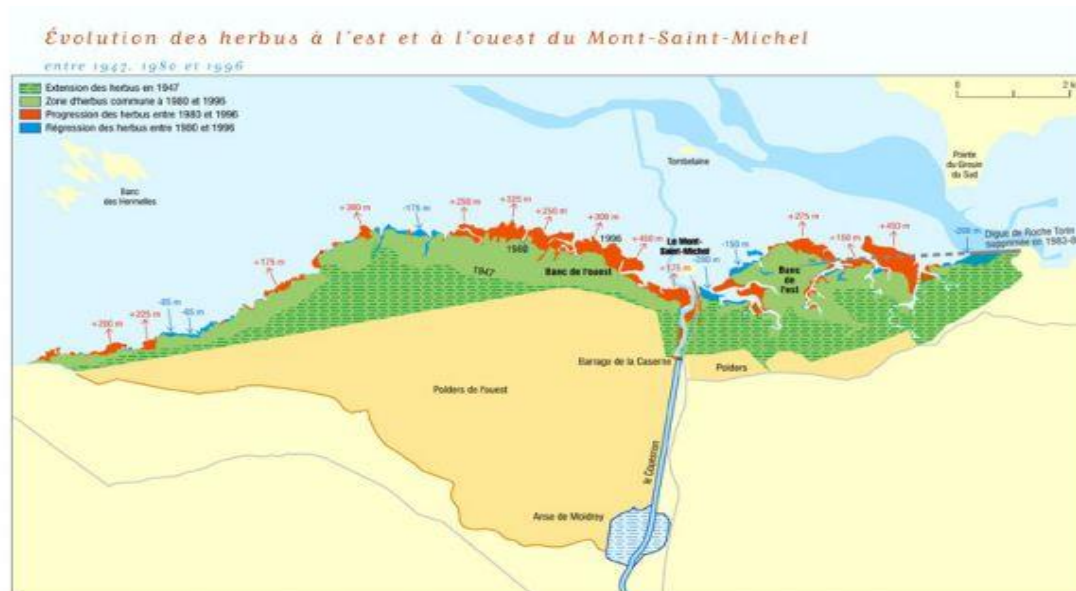 Évolution des herbus à l'est et à l'ouest du Mont-Saint-Michel
entre 1947, 1980 et 1996
Extension des herbus en 1947
Zone d'herbus commune à 1980 et 1996
Progression des herbus entre 1983 et 1996
Régression des herbus entre 1980 et 1996
0
2 k
Pointe
du Grouin
du Sud
Tombelaine
Banc
des Hermelles
+380 m
-175 m
+250 m
+325 m
+250 m
+300 m
1996
+450 m
1980
1947
Banc de l'ouest
Le Mont-
Saint-Michel
+175 m
-200 m
-150 m
+275 m
+150 m
+450 m
-200 m
Digue de Roche Torin
supprimée en 1983-8
Banc
de
l'est
+175 m
-85 m
-65 m
+225 m
+200 m
Barrage de la Caserne
Polders
Polders de l'ouest
le Couesnon
Anse de Moidrey